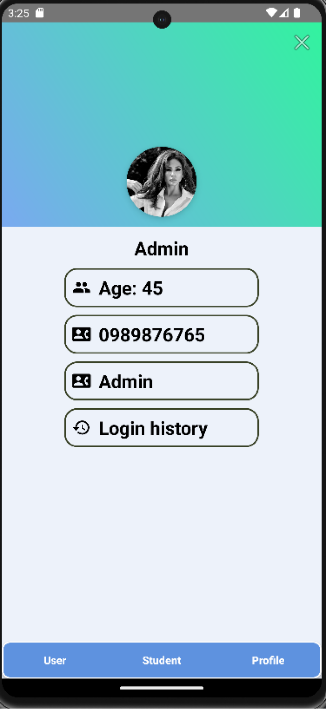 3:25
Admin
Age: 45
0989876765
Admin
Login history
User Student Profile